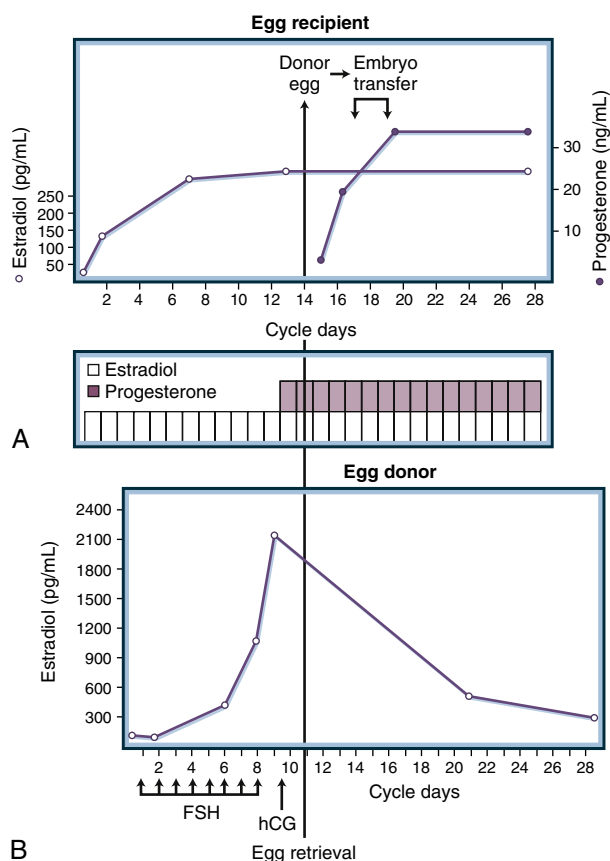 Egg recipient
Donor egg
Embryo transfer
Estradiol (pg/mL)
250
200
150
100
50
Progesterone (ng/mL)
30
20
10
2 4 6 8 10 12 14 16 18 20 22 24 26 28
Cycle days
Estradiol
Progesterone
A
Egg donor
Estradiol (pg/mL)
2400
2100
1800
1500
1200
900
600
300
2 4 6 8 10 12 14 16 18 20 22 24 26 28
Cycle days
FSH
hCG
B
Egg retrieval